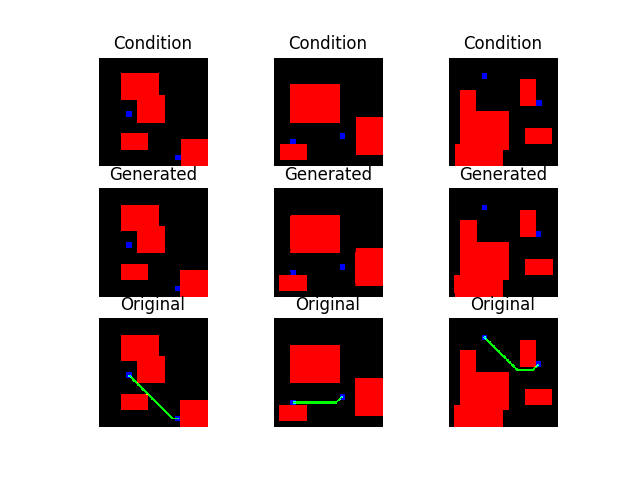 Condition Condition Condition
Generated Generated Generated
Original Original Original